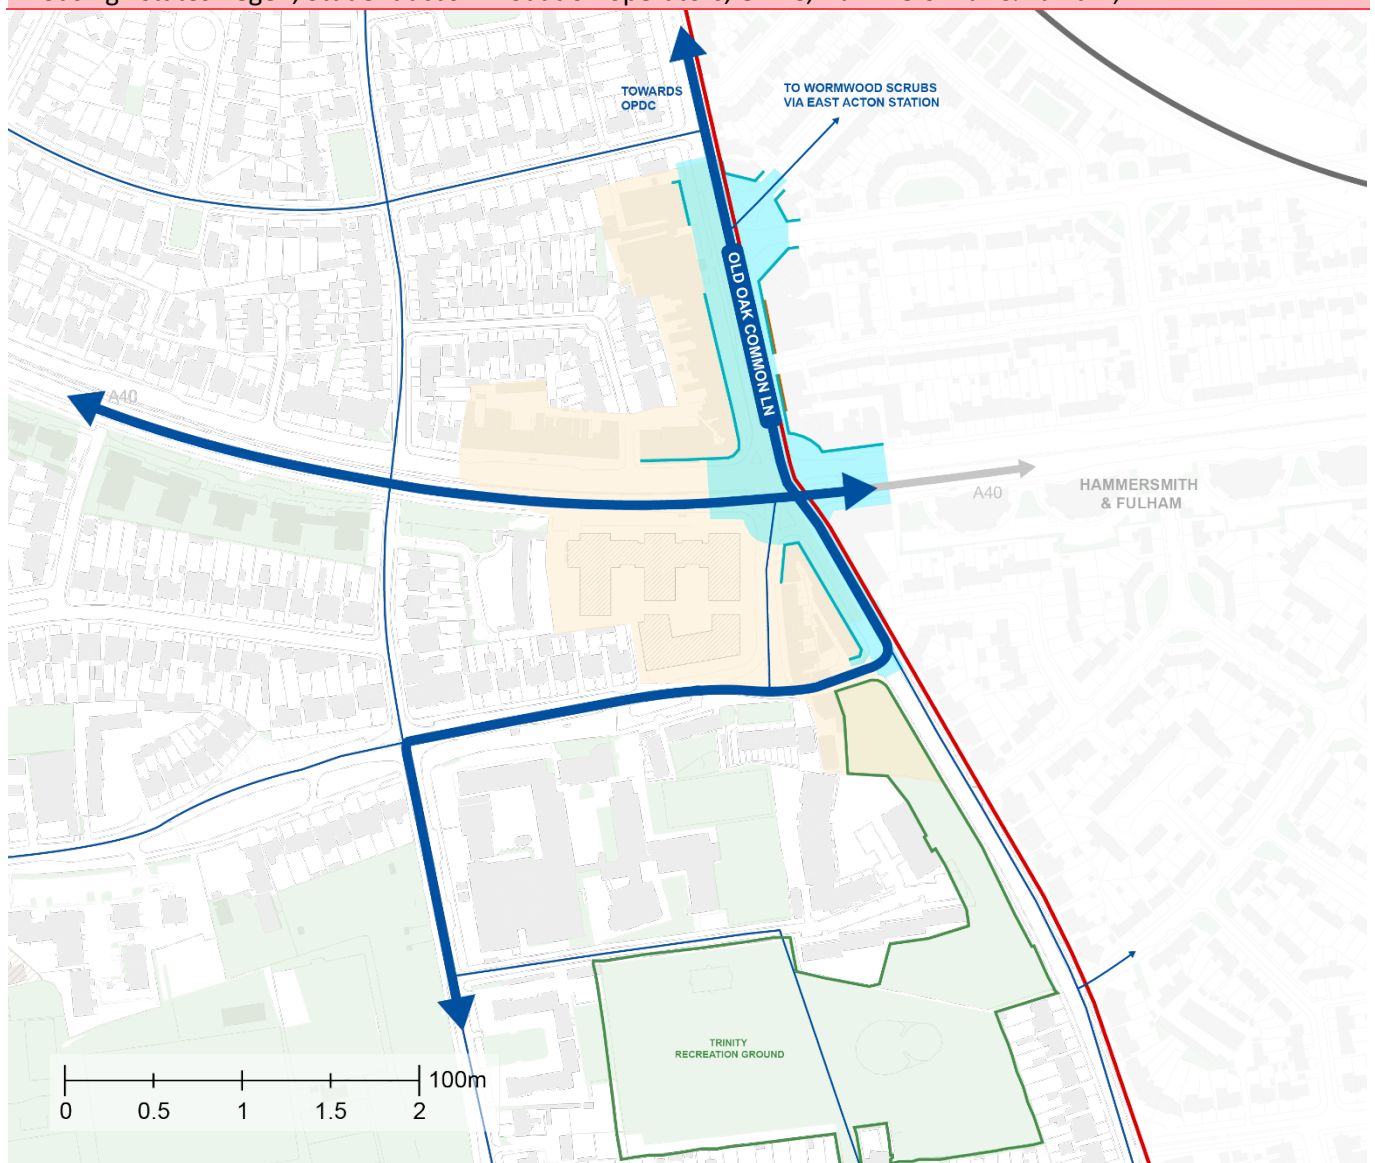 TOWARDS
OPDC
TO WORMWOOD SCRUBS
VIA EAST ACTON STATION
OLD OAK COMMON LN
A40
A40
HAMMERSMITH
& FULHAM
TRINITY
RECREATION GROUND
100m
0 0.5 1 1.5 2